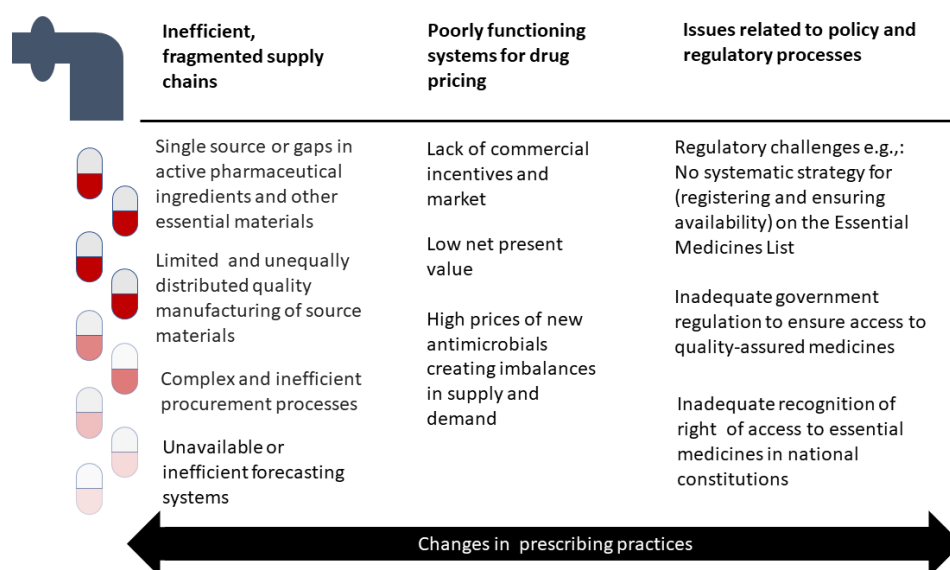 Inefficient,
fragmented supply
chains
Poorly functioning
systems for drug
pricing
Issues related to policy and
regulatory processes
Single source or gaps in
active pharmaceutical
ingredients and other
essential materials
Limited and unequally
distributed quality
manufacturing of source
materials
Complex and inefficient
procurement processes
Unavailable or
inefficient forecasting
systems
Lack of commercial
incentives and
market
Low net present
value
High prices of new
antimicrobials
creating imbalances
in supply and
demand
Regulatory challenges e.g.,:
No systematic strategy for
(registering and ensuring
availability) on the Essential
Medicines List
Inadequate government
regulation to ensure access to
quality-assured medicines
Inadequate recognition of
right of access to essential
medicines in national
constitutions
Changes in prescribing practices